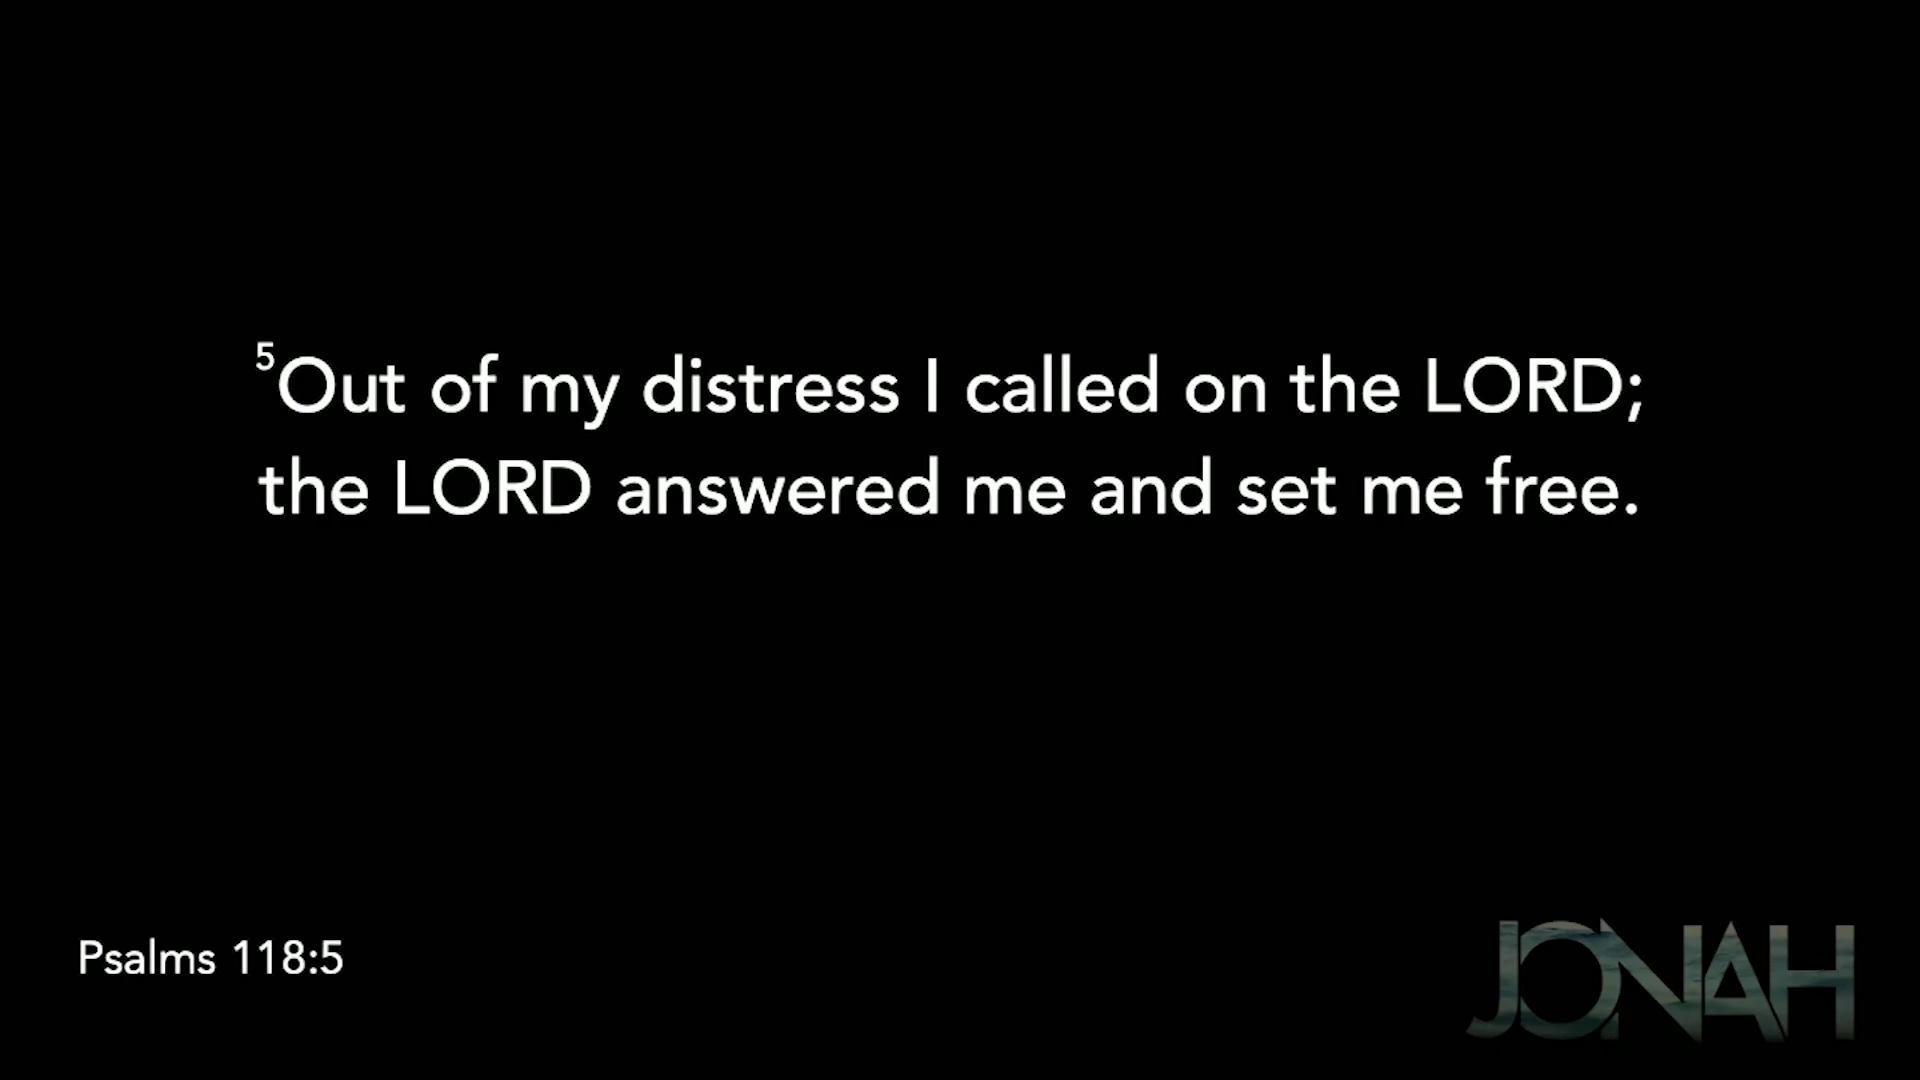 ⁵Out of my distress I called on the LORD;
the LORD answered me and set me free.
Psalms 118:5
JONAH